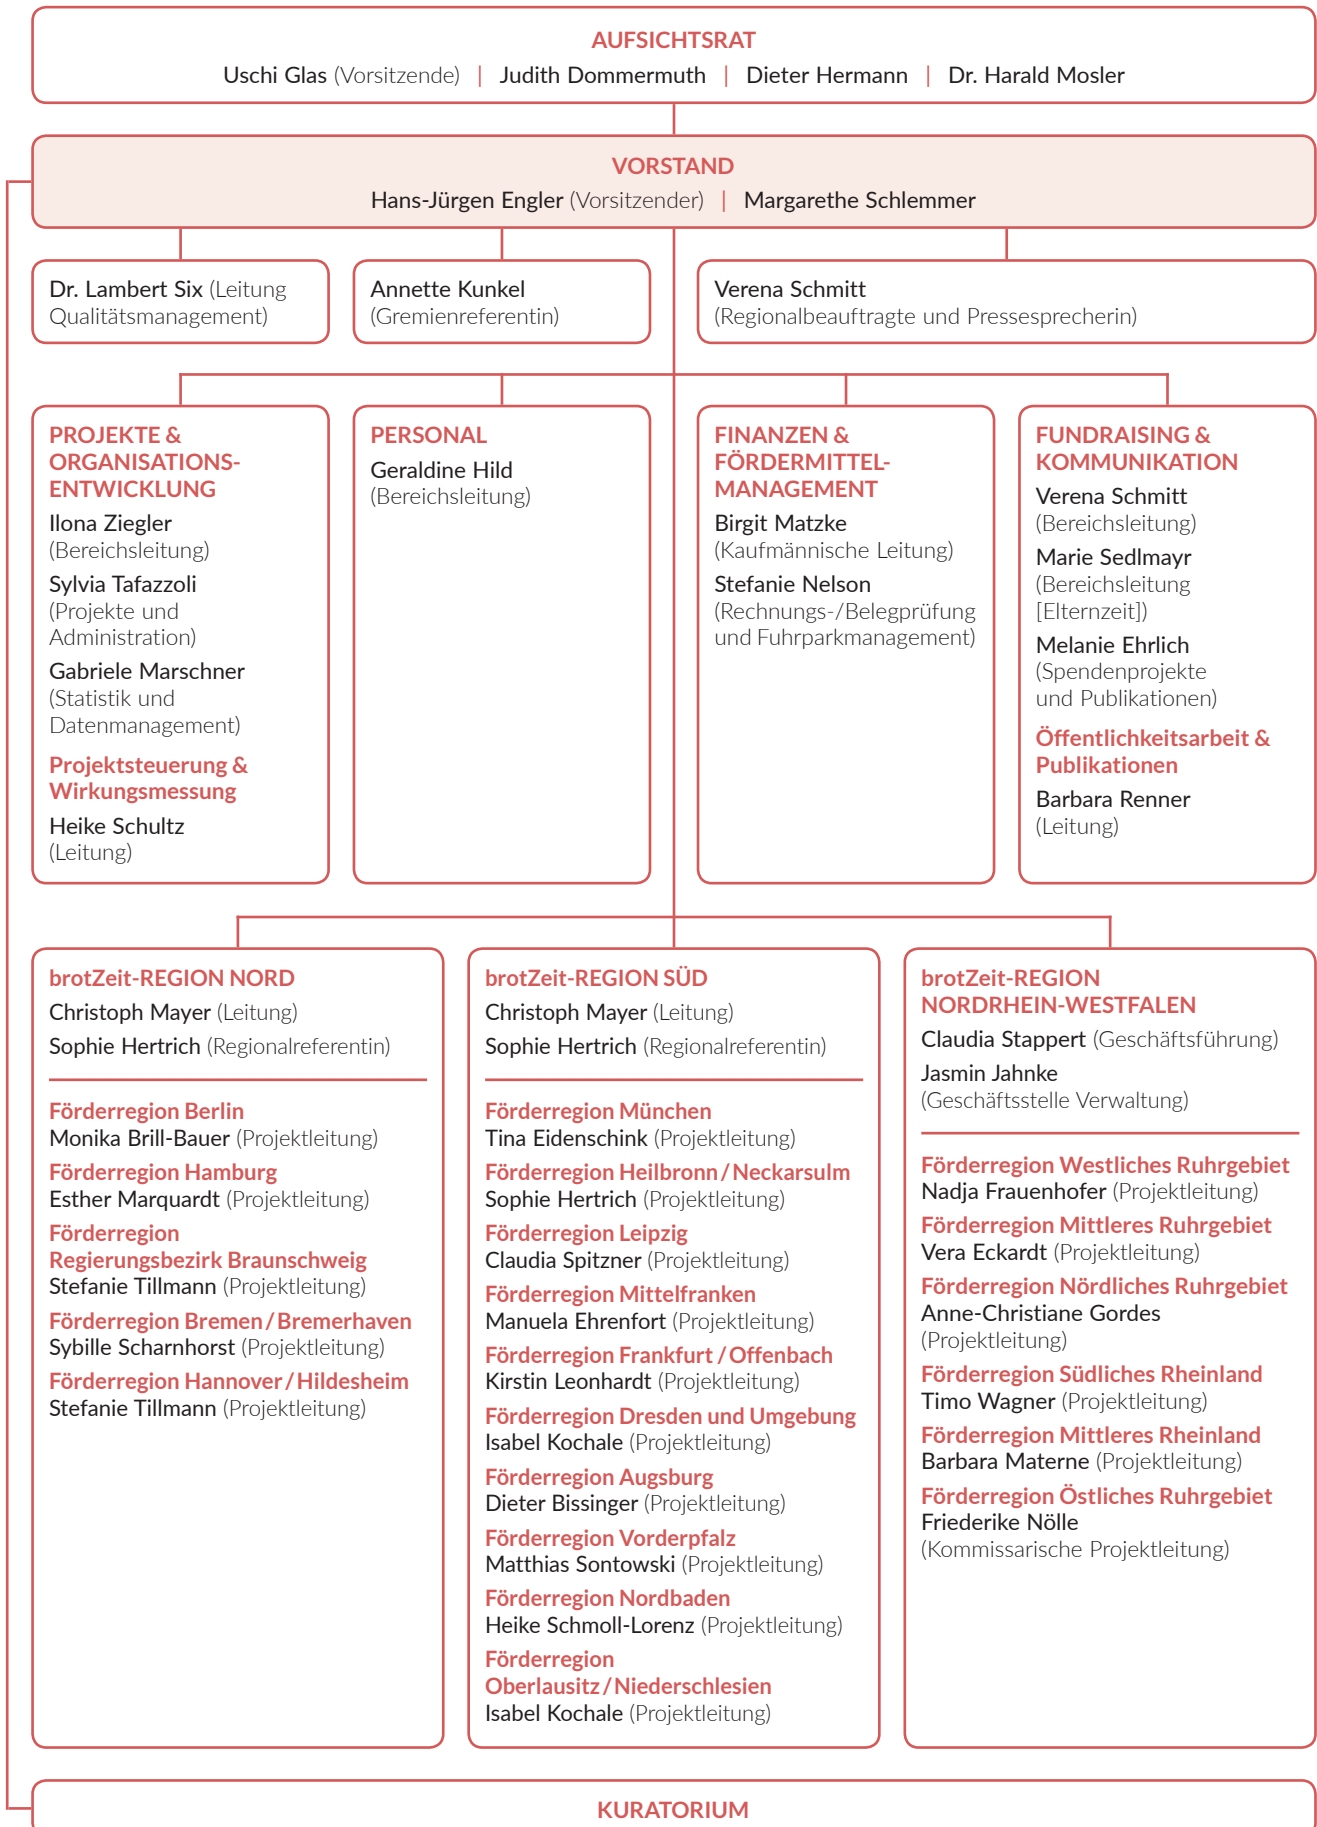 AUFSICHTSRAT
Uschi Glas (Vorsitzende) | Judith Dommermuth | Dieter Hermann | Dr. Harald Mosler
VORSTAND
Hans-Jürgen Engler (Vorsitzender) | Margarethe Schlemmer
Dr. Lambert Six (Leitung
Qualitätsmanagement)
Annette Kunkel
(Gremienreferentin)
Verena Schmitt
(Regionalbeauftragte und Pressesprecherin)
PROJEKTE &
ORGANISATIONS-
ENTWICKLUNG
Ilona Ziegler
(Bereichsleitung)
Sylvia Tafazzoli
(Projekte und
Administration)
Gabriele Marschner
(Statistik und
Datenmanagement)
Projektsteuerung &
Wirkungsmessung
Heike Schultz
(Leitung)
PERSONAL
Geraldine Hild
(Bereichsleitung)
FINANZEN &
FÖRDERMITTEL-
MANAGEMENT
Birgit Matzke
(Kaufmännische Leitung)
Stefanie Nelson
(Rechnungs-/Belegprüfung
und Fuhrparkmanagement)
FUNDRAISING &
KOMMUNIKATION
Verena Schmitt
(Bereichsleitung)
Marie Sedlmayr
(Bereichsleitung
[Elternzeit])
Melanie Ehrlich
(Spendenprojekte
und Publikationen)
Öffentlichkeitsarbeit &
Publikationen
Barbara Renner
(Leitung)
brotZeit-REGION NORD
Christoph Mayer (Leitung)
Sophie Hertrich (Regionalreferentin)
Förderregion Berlin
Monika Brill-Bauer (Projektleitung)
Förderregion Hamburg
Esther Marquardt (Projektleitung)
Förderregion
Regierungsbezirk Braunschweig
Stefanie Tillmann (Projektleitung)
Förderregion Bremen/Bremerhaven
Sybille Scharnhorst (Projektleitung)
Förderregion Hannover/Hildesheim
Stefanie Tillmann (Projektleitung)
brotZeit-REGION SÜD
Christoph Mayer (Leitung)
Sophie Hertrich (Regionalreferentin)
Förderregion München
Tina Eidenschink (Projektleitung)
Förderregion Heilbronn/Neckarsulm
Sophie Hertrich (Projektleitung)
Förderregion Leipzig
Claudia Spitzner (Projektleitung)
Förderregion Mittelfranken
Manuela Ehrenfort (Projektleitung)
Förderregion Frankfurt/Offenbach
Kirstin Leonhardt (Projektleitung)
Förderregion Dresden und Umgebung
Isabel Kochale (Projektleitung)
Förderregion Augsburg
Dieter Bissinger (Projektleitung)
Förderregion Vorderpfalz
Matthias Sontowski (Projektleitung)
Förderregion Nordbaden
Heike Schmoll-Lorenz (Projektleitung)
Förderregion
Oberlausitz/Niederschlesien
Isabel Kochale (Projektleitung)
brotZeit-REGION
NORDRHEIN-WESTFALEN
Claudia Stappert (Geschäftsführung)
Jasmin Jahnke
(Geschäftsstelle Verwaltung)
Förderregion Westliches Ruhrgebiet
Nadja Frauenhofer (Projektleitung)
Förderregion Mittleres Ruhrgebiet
Vera Eckardt (Projektleitung)
Förderregion Nördliches Ruhrgebiet
Anne-Christiane Gordes
(Projektleitung)
Förderregion Südliches Rheinland
Timo Wagner (Projektleitung)
Förderregion Mittleres Rheinland
Barbara Materne (Projektleitung)
Förderregion Östliches Ruhrgebiet
Friederike Nölle
(Kommissarische Projektleitung)
KURATORIUM